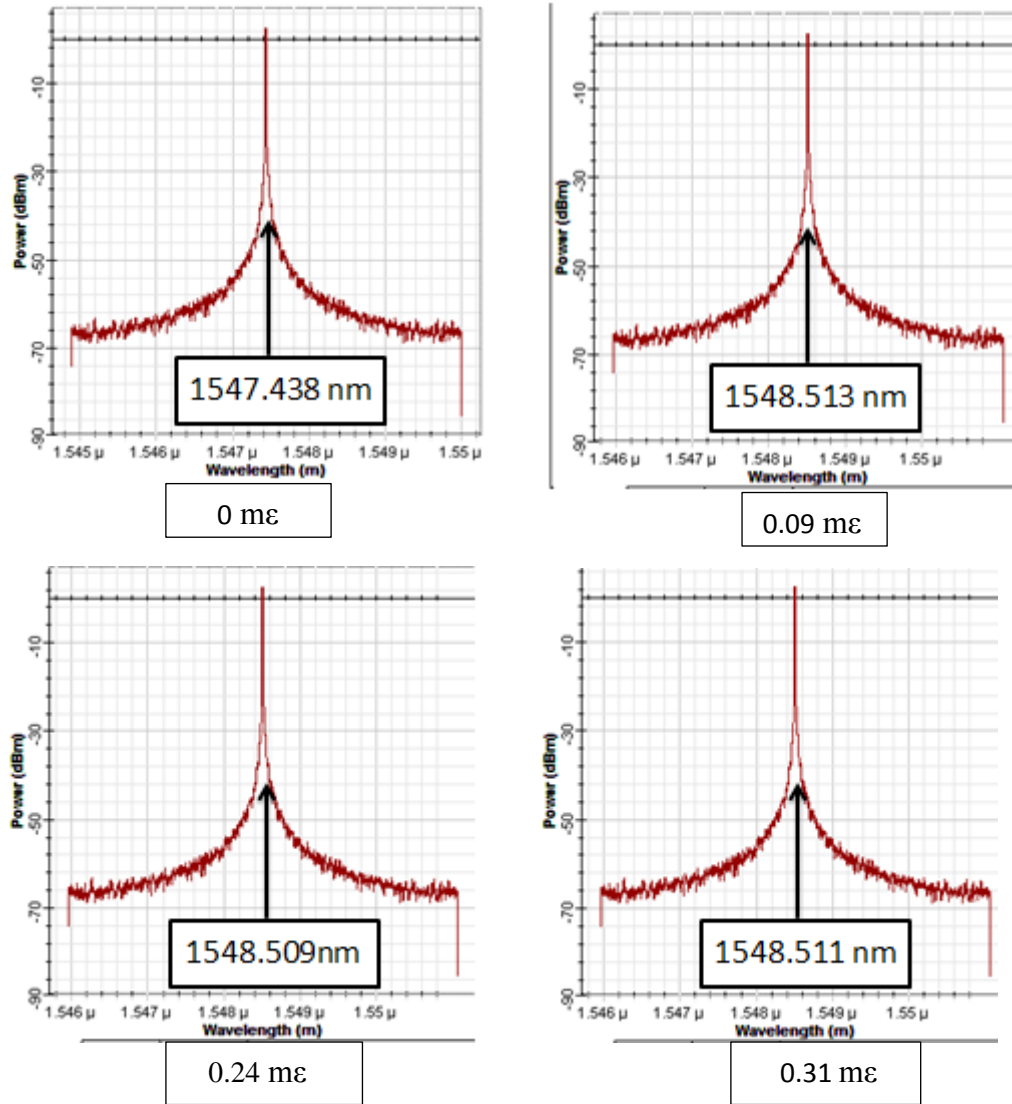 Power (dBm)
-10
-30
-50
-70
-90
1547.438 nm
1.545 µ 1.546 µ 1.547 µ 1.548 µ 1.549 µ 1.55 µ
Wavelength (m)
0 mε
Power (dBm)
-10
-30
-50
-70
-90
1548.513 nm
1.546 µ 1.547 µ 1.548 µ 1.549 µ 1.55 µ
Wavelength (m)
0.09 mε
Power (dBm)
-10
-30
-50
-70
-90
1548.509nm
1.546 µ 1.547 µ 1.548 µ 1.549 µ 1.55 µ
Wavelength (m)
0.24 mε
Power (dBm)
-10
-30
-50
-70
-90
1548.511 nm
1.546 µ 1.547 µ 1.548 µ 1.549 µ 1.55 µ
Wavelength (m)
0.31 mε